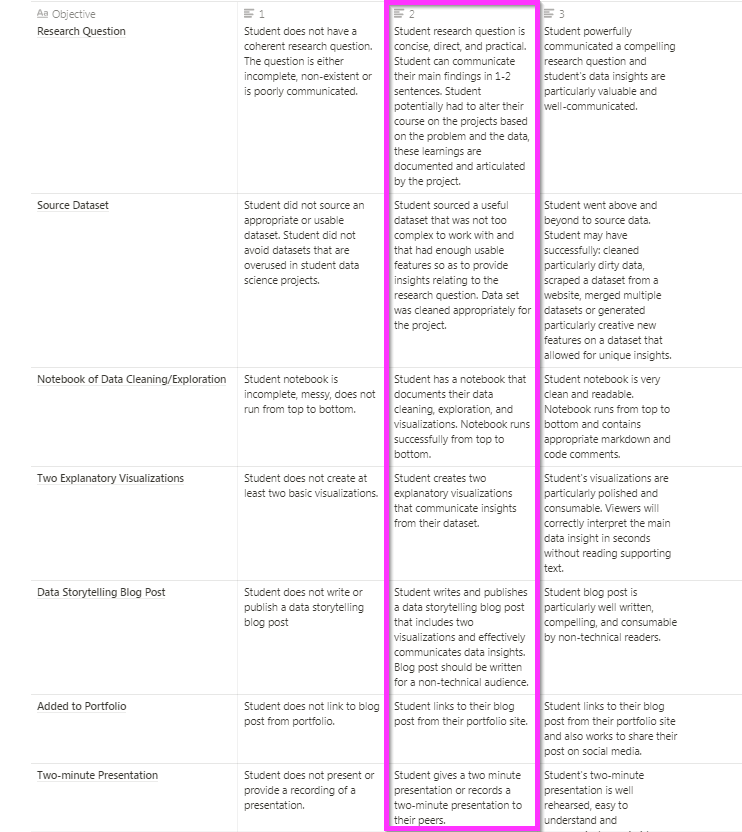 Aa Objective
1
2
3
Research Question
Student does not have a
coherent research question.
The question is either
incomplete, non-existent or
is poorly communicated.
Student research question is
concise, direct, and practical.
Student can communicate
their main findings in 1-2
sentences. Student
potentially had to alter their
course on the projects based
on the problem and the data,
these learnings are
documented and articulated
by the project.
Student powerfully
communicated a compelling
research question and
student's data insights are
particularly valuable and
well-communicated.
Source Dataset
Student did not source an
appropriate or usable
dataset. Student did not
avoid datasets that are
overused in student data
science projects.
Student sourced a useful
dataset that was not too
complex to work with and
that had enough usable
features so as to provide
insights relating to the
research question. Data set
was cleaned appropriately for
the project.
Student went above and
beyond to source data.
Student may have
successfully: cleaned
particularly dirty data,
scraped a dataset from a
website, merged multiple
datasets or generated
particularly creative new
features on a dataset that
allowed for unique insights.
Notebook of Data Cleaning/Exploration
Student notebook is
incomplete, messy, does not
run from top to bottom.
Student has a notebook that
documents their data
cleaning, exploration, and
visualizations. Notebook runs
successfully from top to
bottom.
Student notebook is very
clean and readable.
Notebook runs from top to
bottom and contains
appropriate markdown and
code comments.
Two Explanatory Visualizations
Student does not create at
least two basic visualizations.
Student creates two
explanatory visualizations
that communicate insights
from their dataset.
Student's visualizations are
particularly polished and
consumable. Viewers will
correctly interpret the main
data insight in seconds
without reading supporting
text.
Data Storytelling Blog Post
Student does not write or
publish a data storytelling
blog post
Student writes and publishes
a data storytelling blog post
that includes two
visualizations and effectively
communicates data insights.
Blog post should be written
for a non-technical audience.
Student blog post is
particularly well written,
compelling, and consumable
by non-technical readers.
Added to Portfolio
Student does not link to blog
post from portfolio.
Student links to their blog
post from their portfolio site.
Student links to their blog
post from their portfolio site
and also works to share their
post on social media.
Two-minute Presentation
Student does not present or
provide a recording of a
presentation.
Student gives a two minute
presentation or records a
two-minute presentation to
their peers.
Student's two-minute
presentation is well
rehearsed, easy to
understand and